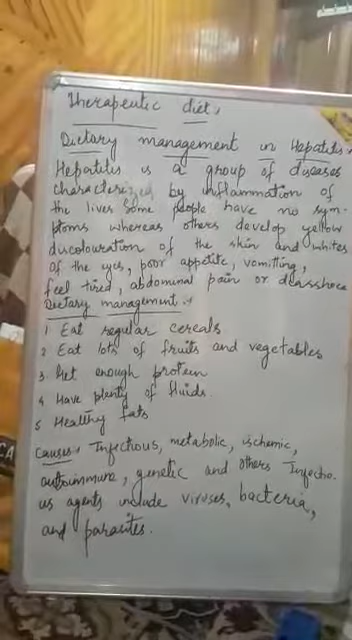 Therapeutic diet,
Dietary management in Hepatitis
Hepatitis is a group of diseases
characterized by inflammation of
the liver some people have no sym-
ptoms whereas others develop yellow
discolouration of the skin and whites
of the eyes, poor appetite, vomitting,
feel tired, abdominal pain or diarrhoea
Dietary management:
1 Eat regular cereals
2 Eat lots of fruits and vegetables
3 Get enough protein
4 Have plenty of fluids.
5 Healthy fats
Causes: Infectious, metabolic, ischemic,
autoimmune, genetic and others Infectio-
us agents include viruses, bacteria,
and parasites.